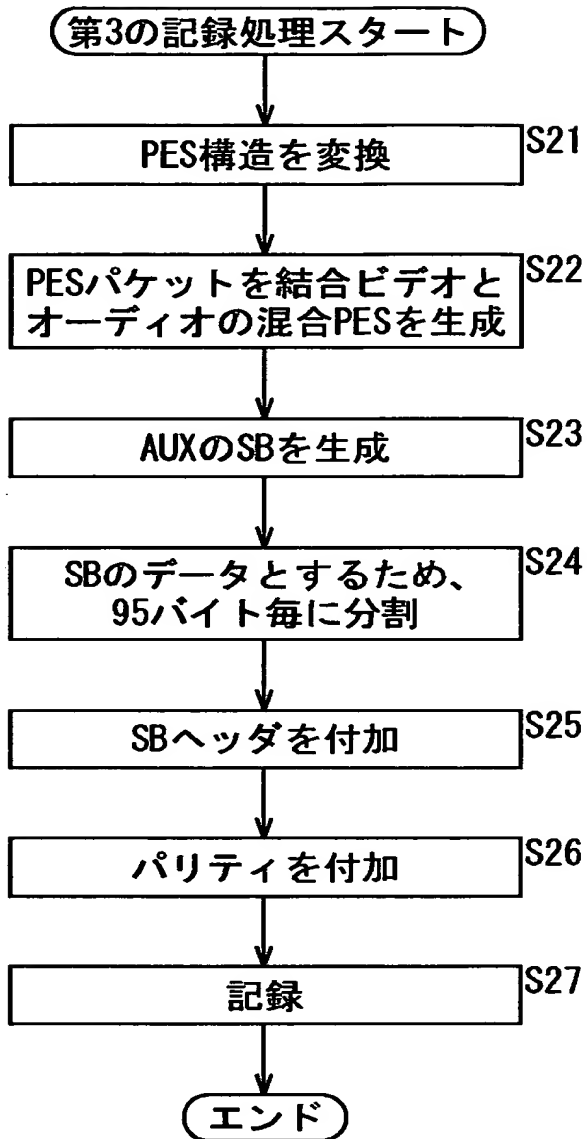 第3の記録処理スタート
PES構造を変換
S21
PESパケットを結合ビデオと
オーディオの混合PESを生成
S22
AUXのSBを生成
S23
SBのデータとするため、
95バイト毎に分割
S24
SBヘッダを付加
S25
パリティを付加
S26
記録
S27
エンド